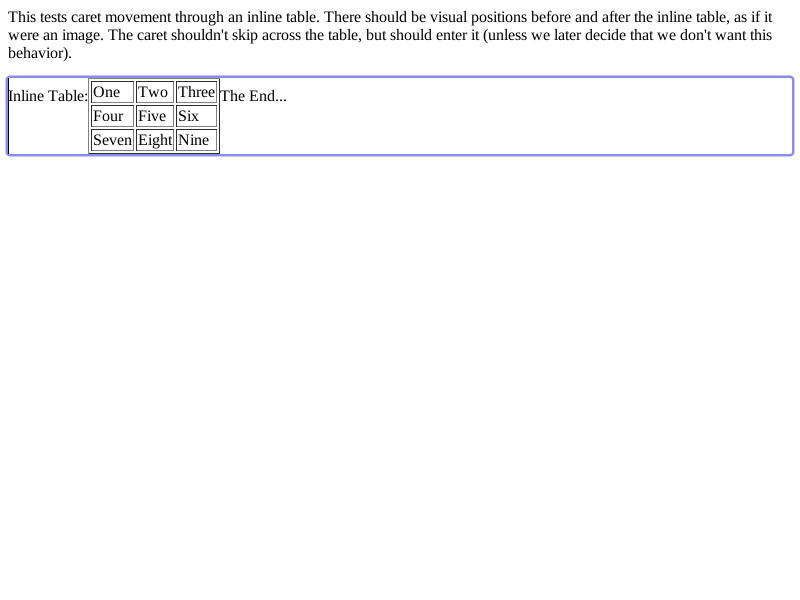 This tests caret movement through an inline table. There should be visual positions before and after the inline table, as if it
were an image. The caret shouldn't skip across the table, but should enter it (unless we later decide that we don't want this
behavior).
Inline Table: One Two Three The End...
Four Five Six
Seven Eight Nine